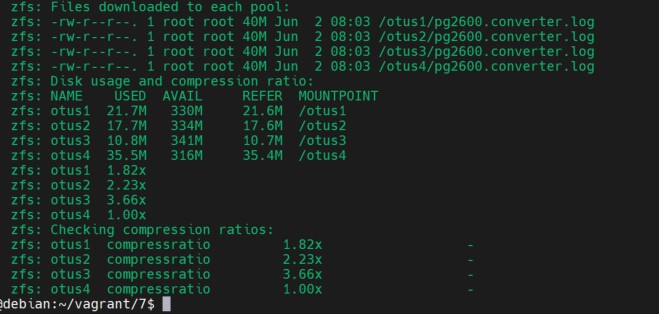 zfs: Files downloaded to each pool:
zfs: -rw-r--r--. 1 root root 40M Jun  2 08:03 /otus1/pg2600.converter.log
zfs: -rw-r--r--. 1 root root 40M Jun  2 08:03 /otus2/pg2600.converter.log
zfs: -rw-r--r--. 1 root root 40M Jun  2 08:03 /otus3/pg2600.converter.log
zfs: -rw-r--r--. 1 root root 40M Jun  2 08:03 /otus4/pg2600.converter.log
zfs: Disk usage and compression ratio:
zfs: NAME    USED  AVAIL     REFER  MOUNTPOINT
zfs: otus1  21.7M   330M     21.6M  /otus1
zfs: otus2  17.7M   334M     17.6M  /otus2
zfs: otus3  10.8M   341M     10.7M  /otus3
zfs: otus4  35.5M   316M     35.4M  /otus4
zfs: otus1  1.82x
zfs: otus2  2.23x
zfs: otus3  3.66x
zfs: otus4  1.00x
zfs: Checking compression ratios:
zfs: otus1  compressratio         1.82x                  -
zfs: otus2  compressratio         2.23x                  -
zfs: otus3  compressratio         3.66x                  -
zfs: otus4  compressratio         1.00x                  -
@debian:~/vagrant/7$